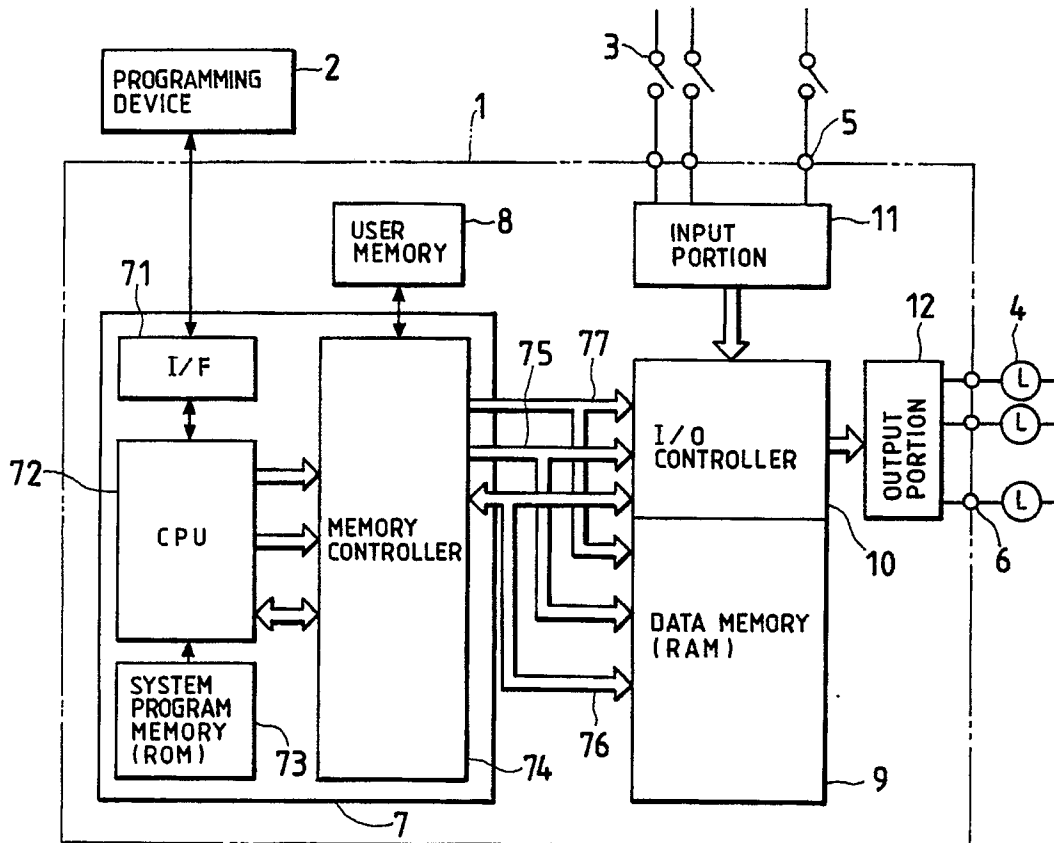 PROGRAMMING
DEVICE
2
3
1
5
USER
MEMORY
8
INPUT
PORTION
11
71
I/F
75
77
12
4
L
L
L
72
CPU
MEMORY
CONTROLLER
I/O
CONTROLLER
OUTPUT
PORTION
10
6
DATA MEMORY
(RAM)
SYSTEM
PROGRAM
MEMORY
(ROM)
73
74
76
7
9